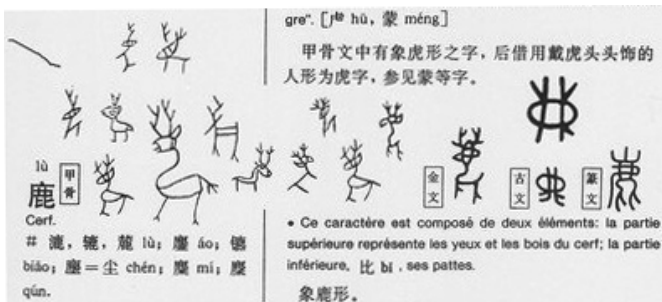 gre". [虍 hū, 蒙 méng]
甲骨文中有象虎形之字，后借用戴虎头头饰的
人形为虎字，参见蒙等字。
lù
鹿
甲骨
金文
古文
篆文
Cerf.
# 漉，辘，麓 lù；鏖 áo；镳
biāo；塵＝尘 chén；麋 mí；麇
qún.
• Ce caractère est composé de deux éléments: la partie
supérieure représente les yeux et les bois du cerf; la partie
inférieure, 比 bǐ, ses pattes.
象鹿形。